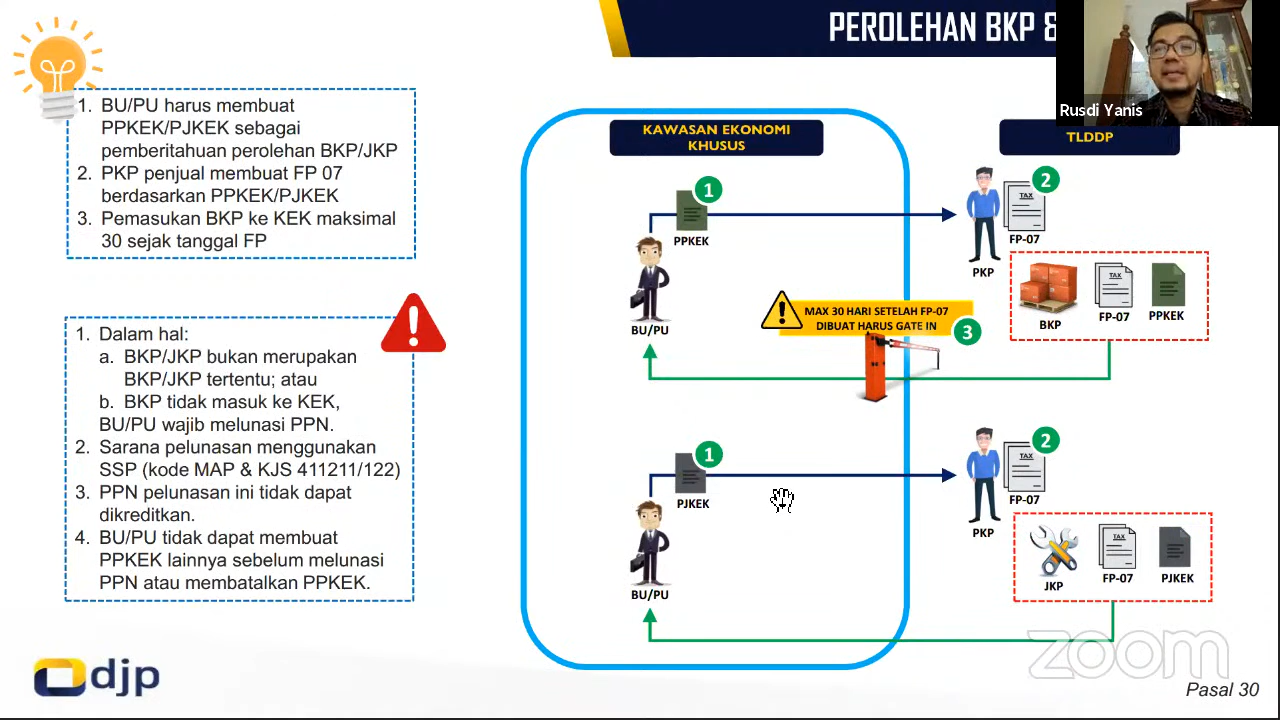 PEROLEHAN BKP &
Rusdi Yanis
1. BU/PU harus membuat
PPKEK/PJKEK sebagai
pemberitahuan perolehan BKP/JKP
2. PKP penjual membuat FP 07
berdasarkan PPKEK/PJKEK
3. Pemasukan BKP ke KEK maksimal
30 sejak tanggal FP
1. Dalam hal:
a. BKP/JKP bukan merupakan
BKP/JKP tertentu; atau
b. BKP tidak masuk ke KEK,
BU/PU wajib melunasi PPN.
2. Sarana pelunasan menggunakan
SSP (kode MAP & KJS 411211/122)
3. PPN pelunasan ini tidak dapat
dikreditkan.
4. BU/PU tidak dapat membuat
PPKEK lainnya sebelum melunasi
PPN atau membatalkan PPKEK.
KAWASAN EKONOMI
KHUSUS
TLDDP
1
PPKEK
2
TAX
FP-07
PKP
BU/PU
TAX
BKP
FP-07
PPKEK
MAX 30 HARI SETELAH FP-07
DIBUAT HARUS GATE IN
3
1
PJKEK
2
TAX
FP-07
PKP
BU/PU
TAX
JKP
FP-07
PJKEK
zoom
djp
Pasal 30